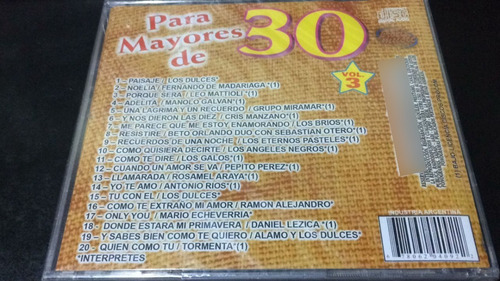 Para
Mayores
de
30
VOL.
3
1 - PAISAJE / LOS DULCES*
2 - NOELIA / FERNANDO DE MADARIAGA*(1)
3 - PORQUE SERA / LEO MATTIOLI*(1)
4 - ADELITA / MANOLO GALVAN*(1)
5 - UNA LAGRIMA Y UN RECUERDO / GRUPO MIRAMAR*(1)
6 - Y NOS DIERON LAS DIEZ / CRIS MANZANO*(1)
7 - ME PARECE QUE ME ESTOY ENAMORANDO / LOS BRIOS*(1)
8 - RESISTIRE / BETO ORLANDO DUO CON SEBASTIAN OTERO*(1)
9 - RECUERDOS DE UNA NOCHE / LOS ETERNOS PASTELES*(1)
10 - COMO QUISIERA DECIRTE / LOS ANGELES NEGROS*(1)
11 - COMO TE DIRE / LOS GALOS*(1)
12 - CUANDO UN AMOR SE VA / PEPITO PEREZ*(1)
13 - LLAMARADA / ROSAMEL ARAYA*(1)
14 - YO TE AMO / ANTONIO RIOS*(1)
15 - TU CON EL / LOS DULCES*
16 - COMO TE EXTRAÑO MI AMOR / RAMON ALEJANDRO*(1)
17 - ONLY YOU / MARIO ECHEVERRIA*
18 - DONDE ESTARA MI PRIMAVERA / DANIEL LEZICA*(1)
19 - Y SABES BIEN COMO TE QUIERO / ALAMO Y LOS DULCES*
20 - QUIEN COMO TU / TORMENTA*(1)
*INTERPRETES
INDUSTRIA ARGENTINA